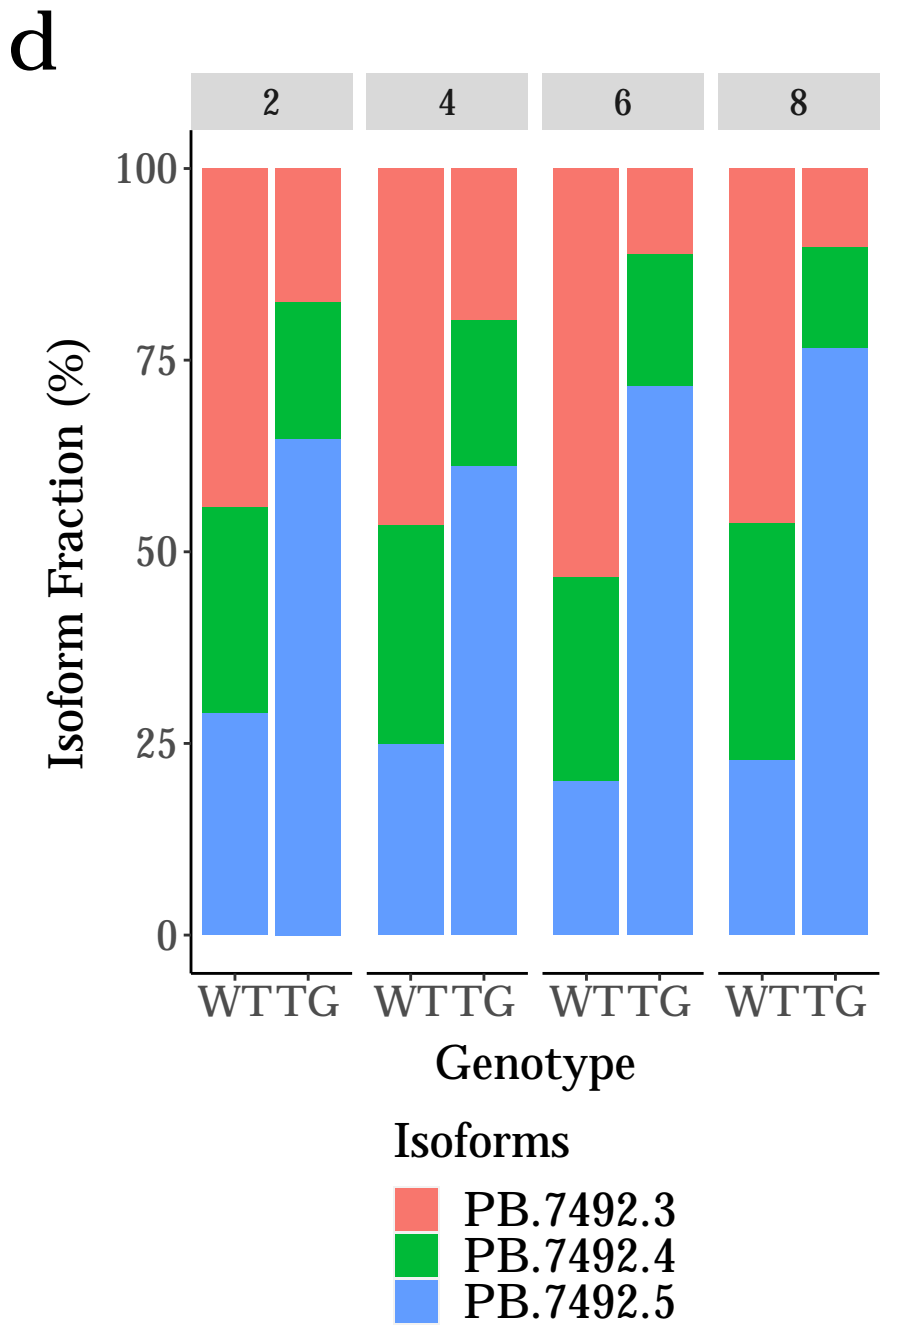 d
2 4 6 8
100
75
50
25
0
Isoform Fraction (%)
WT TG WT TG WT TG WT TG
Genotype
Isoforms
PB.7492.3
PB.7492.4
PB.7492.5